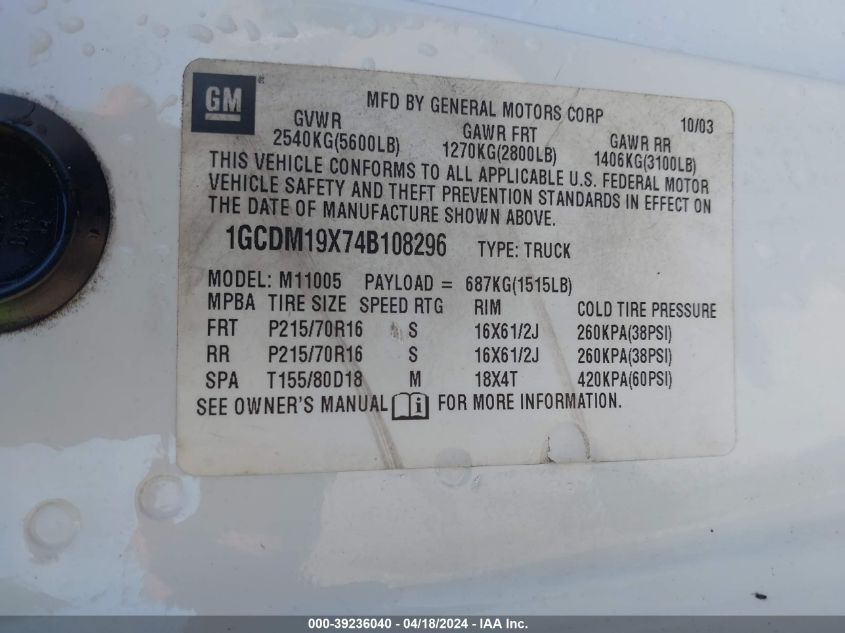 GM ®
MFD BY GENERAL MOTORS CORP 10/03
GVWR GAWR FRT GAWR RR
2540KG(5600LB) 1270KG(2800LB) 1406KG(3100LB)
THIS VEHICLE CONFORMS TO ALL APPLICABLE U.S. FEDERAL MOTOR
VEHICLE SAFETY AND THEFT PREVENTION STANDARDS IN EFFECT ON
THE DATE OF MANUFACTURE SHOWN ABOVE.
1GCDM19X74B108296 TYPE: TRUCK
MODEL: M11005 PAYLOAD = 687KG(1515LB)
MPBA TIRE SIZE SPEED RTG RIM COLD TIRE PRESSURE
FRT P215/70R16 S 16X61/2J 260KPA(38PSI)
RR P215/70R16 S 16X61/2J 260KPA(38PSI)
SPA T155/80D18 M 18X4T 420KPA(60PSI)
SEE OWNER'S MANUAL i FOR MORE INFORMATION.
000-39236040 - 04/18/2024 - IAA Inc.